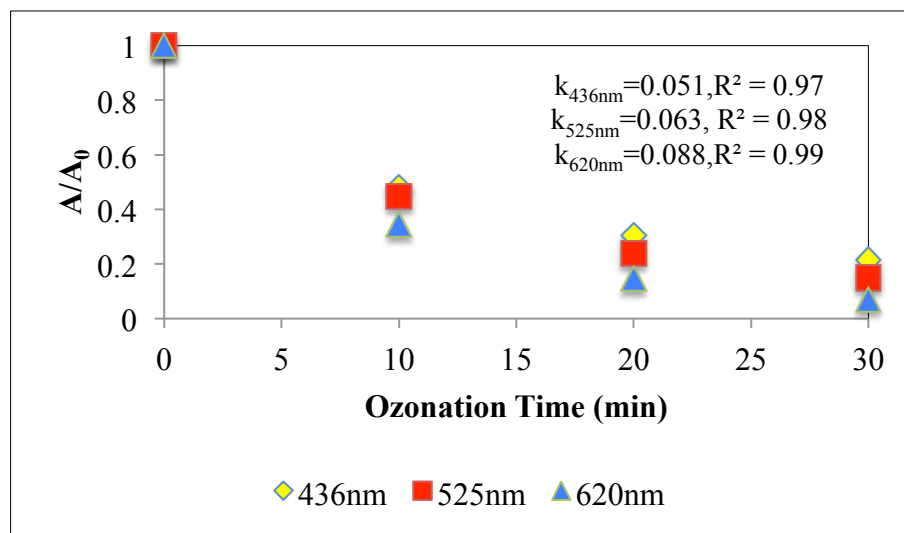 1
0.8
0.6
0.4
0.2
0
A/A₀
k₄₃₆ₙₘ=0.051,R² = 0.97
k₅₂₅ₙₘ=0.063, R² = 0.98
k₆₂₀ₙₘ=0.088,R² = 0.99
0 5 10 15 20 25 30
Ozonation Time (min)
436nm 525nm 620nm